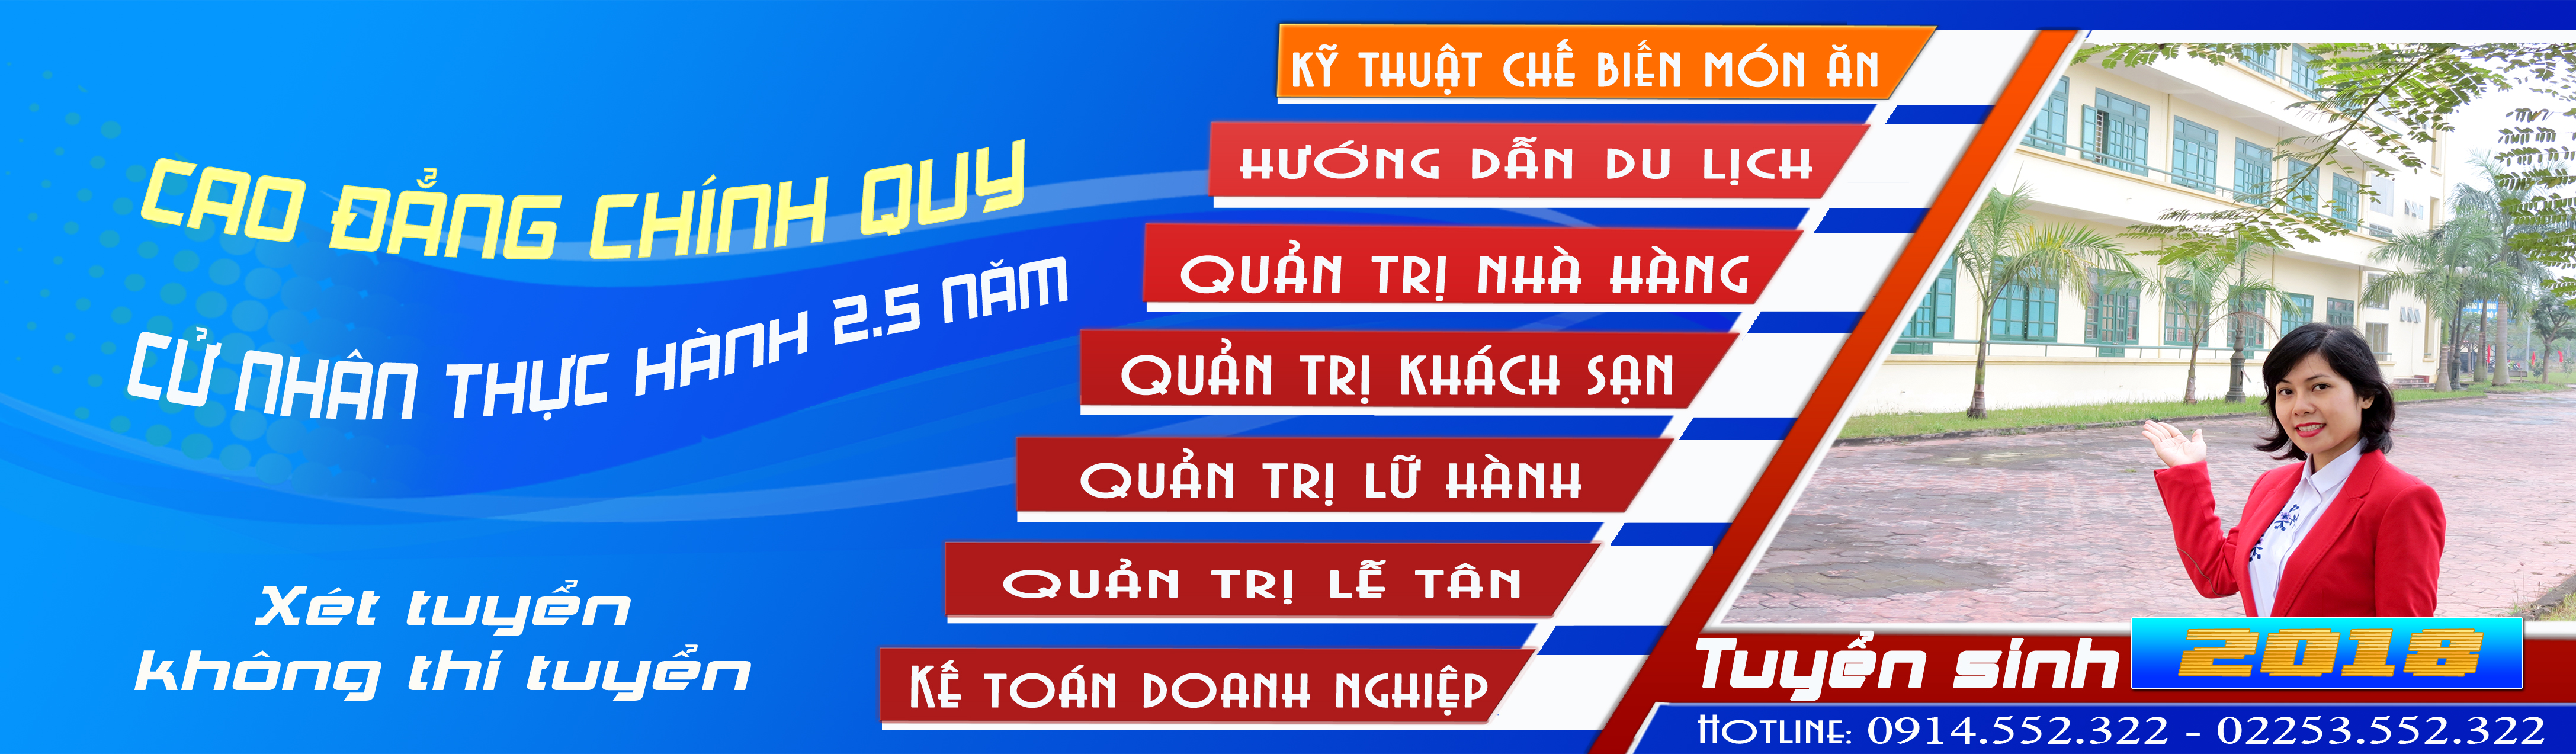 CAO ĐẲNG CHÍNH QUY
CỬ NHÂN THỰC HÀNH 2.5 NĂM
Xét tuyển
không thi tuyển
KỸ THUẬT CHẾ BIẾN MÓN ĂN
HƯỚNG DẪN DU LỊCH
QUẢN TRỊ NHÀ HÀNG
QUẢN TRỊ KHÁCH SẠN
QUẢN TRỊ LỮ HÀNH
QUẢN TRỊ LỄ TÂN
KẾ TOÁN DOANH NGHIỆP
Tuyển sinh 2018
HOTLINE: 0914.552.322 - 02253.552.322